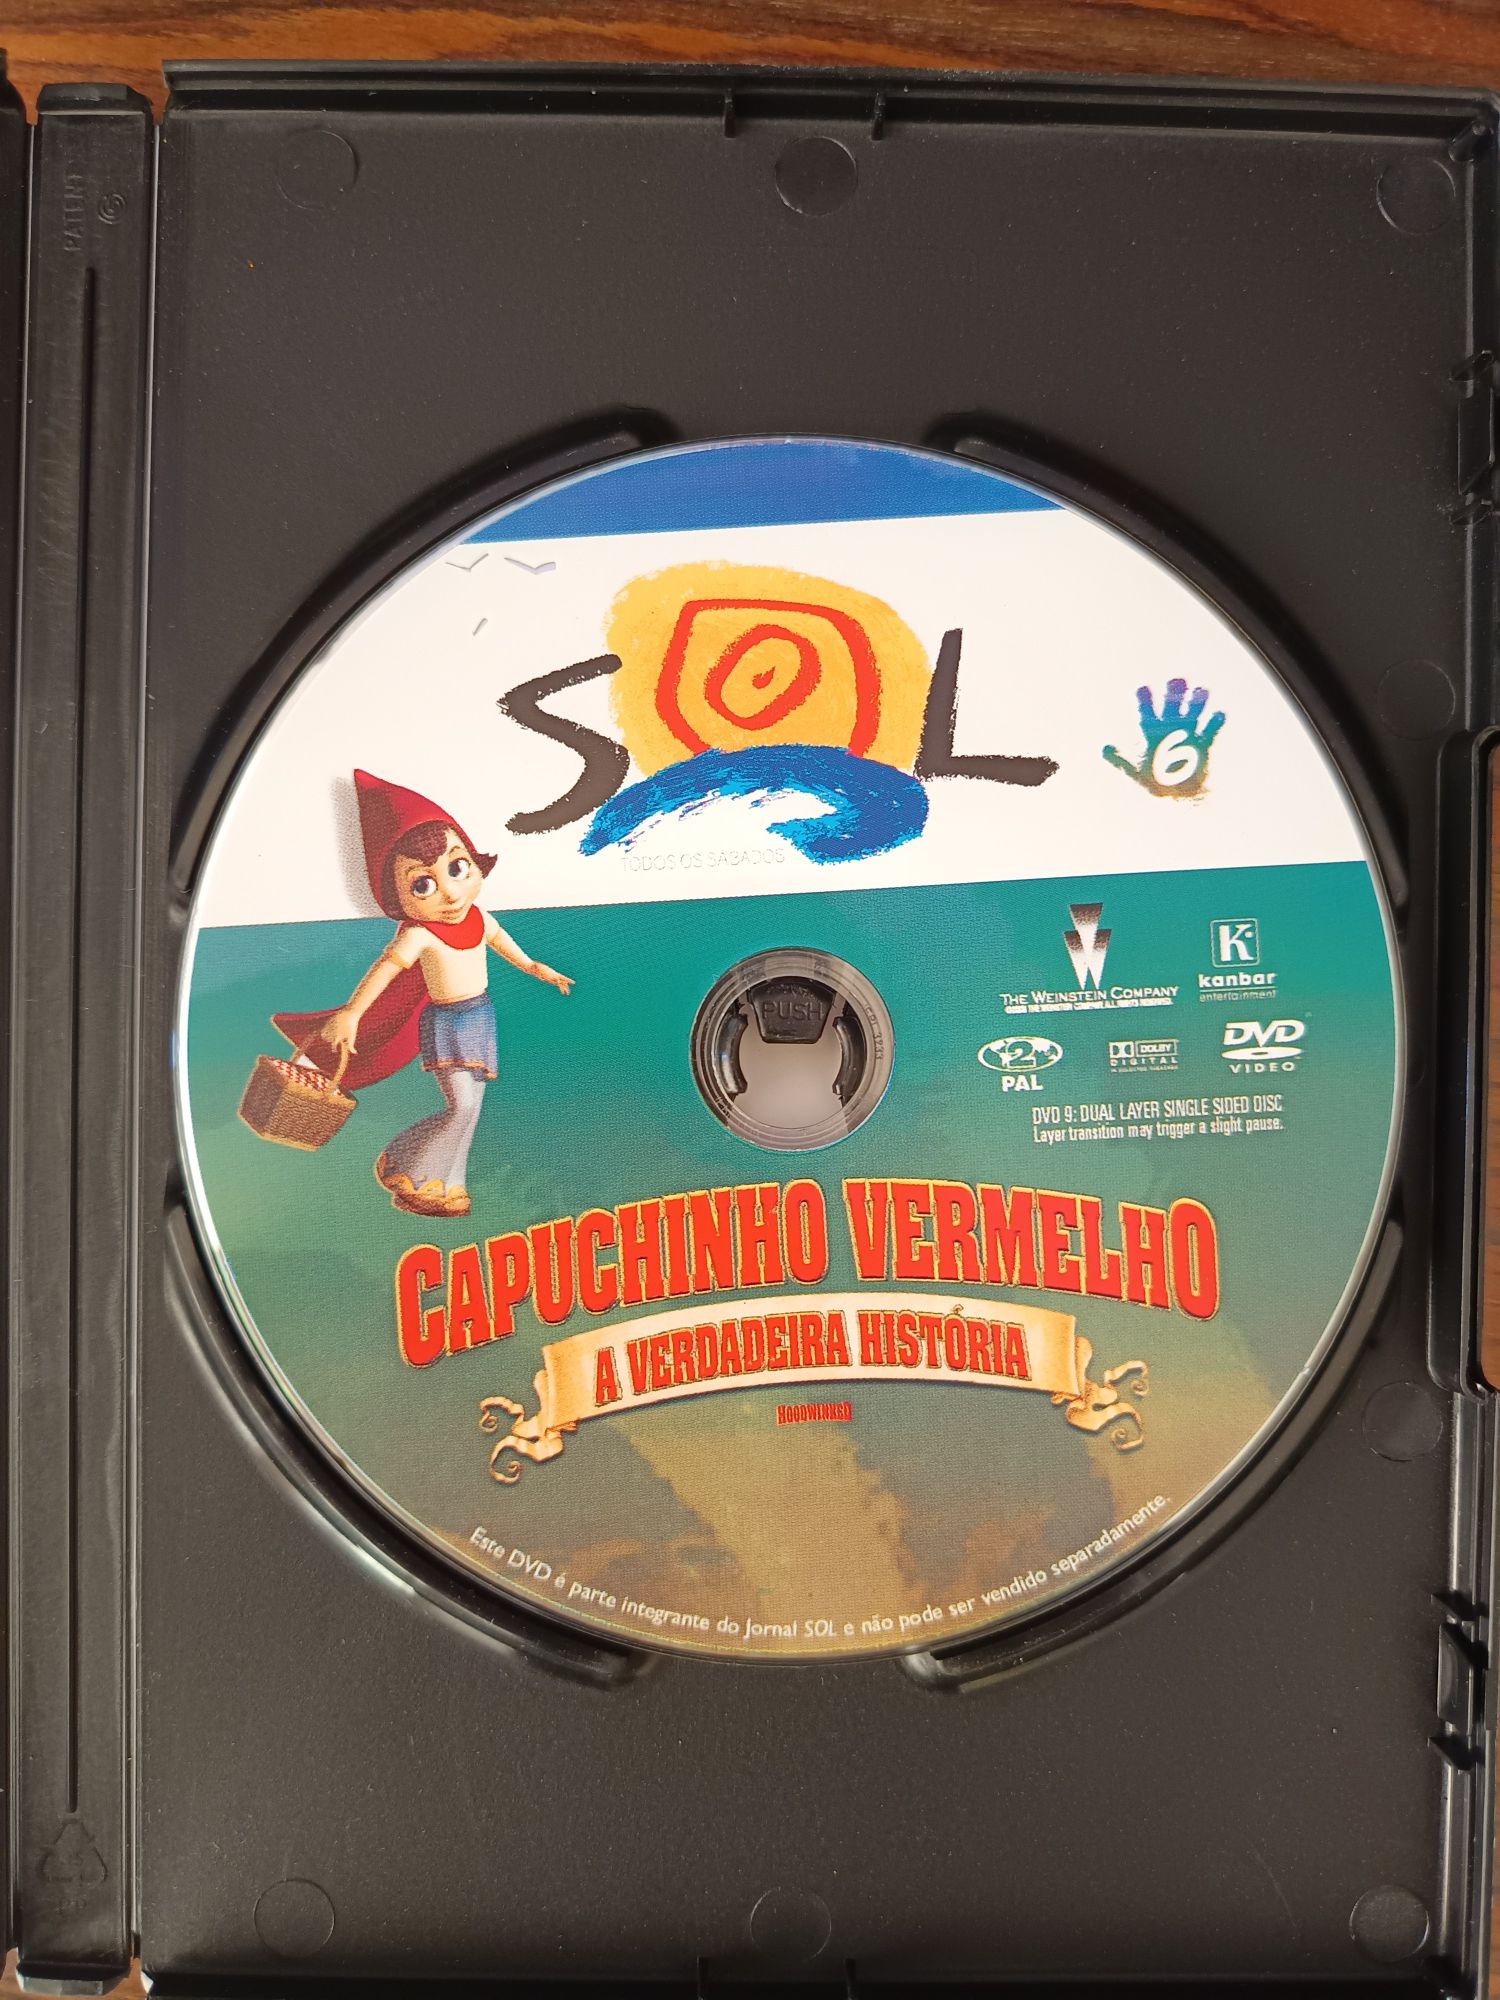 PATENT
SOL
TODOS OS SÁBADOS
6
THE WEINSTEIN COMPANY
K
kanbar
entertainment
2
PAL
DOLBY
DIGITAL
DVD
VIDEO
PUSH
DVD 9: DUAL LAYER SINGLE SIDED DISC
Layer transition may trigger a slight pause.
CAPUCHINHO VERMELHO
A VERDADEIRA HISTÓRIA
HOODWINKED
Este DVD é parte integrante do Jornal SOL e não pode ser vendido separadamente.
PP